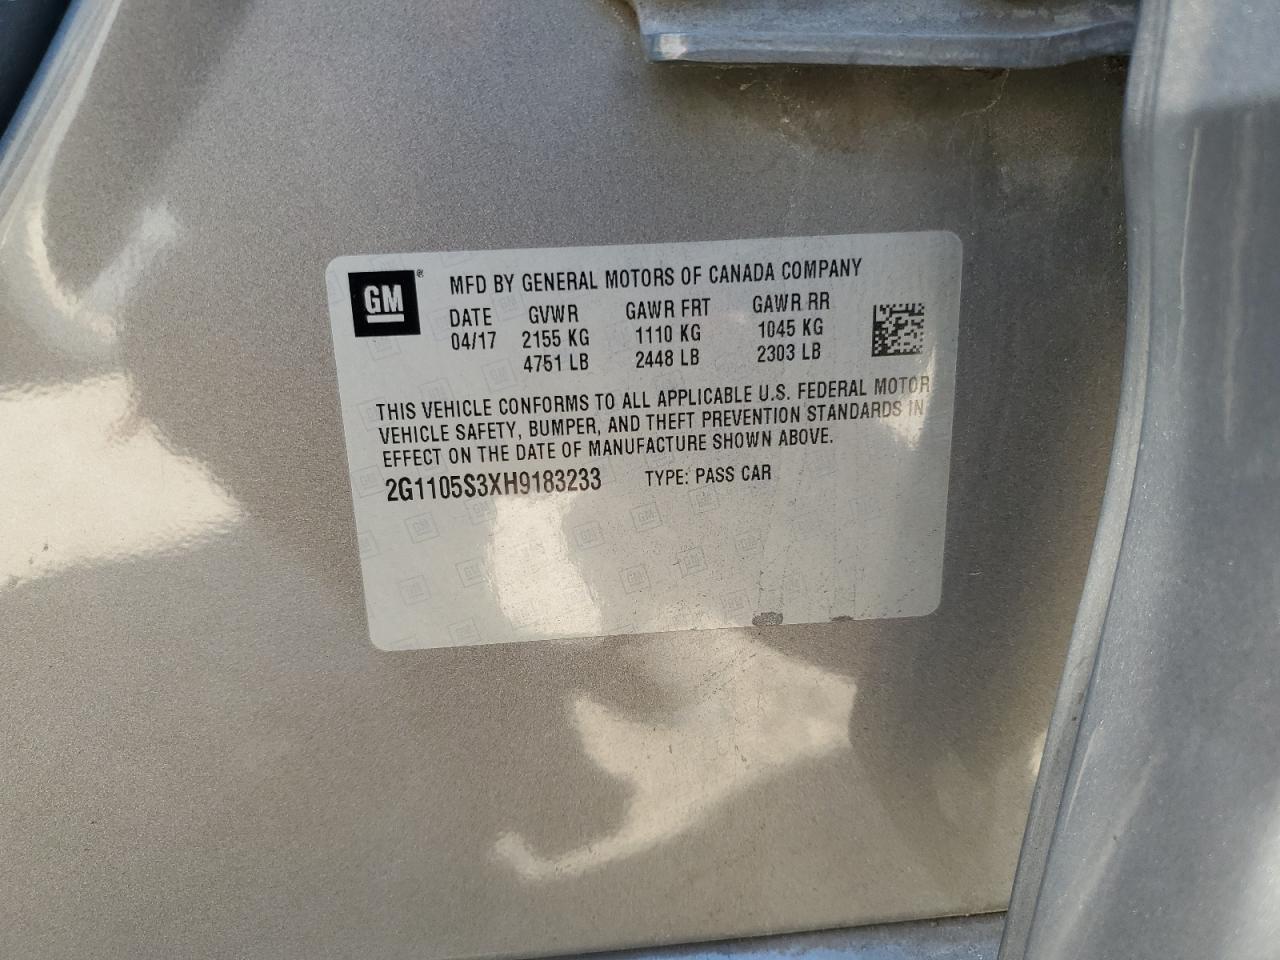 GM®
MFD BY GENERAL MOTORS OF CANADA COMPANY
DATE GVWR GAWR FRT GAWR RR
04/17 2155 KG 1110 KG 1045 KG
4751 LB 2448 LB 2303 LB
THIS VEHICLE CONFORMS TO ALL APPLICABLE U.S. FEDERAL MOTOR
VEHICLE SAFETY, BUMPER, AND THEFT PREVENTION STANDARDS IN
EFFECT ON THE DATE OF MANUFACTURE SHOWN ABOVE.
2G1105S3XH9183233 TYPE: PASS CAR